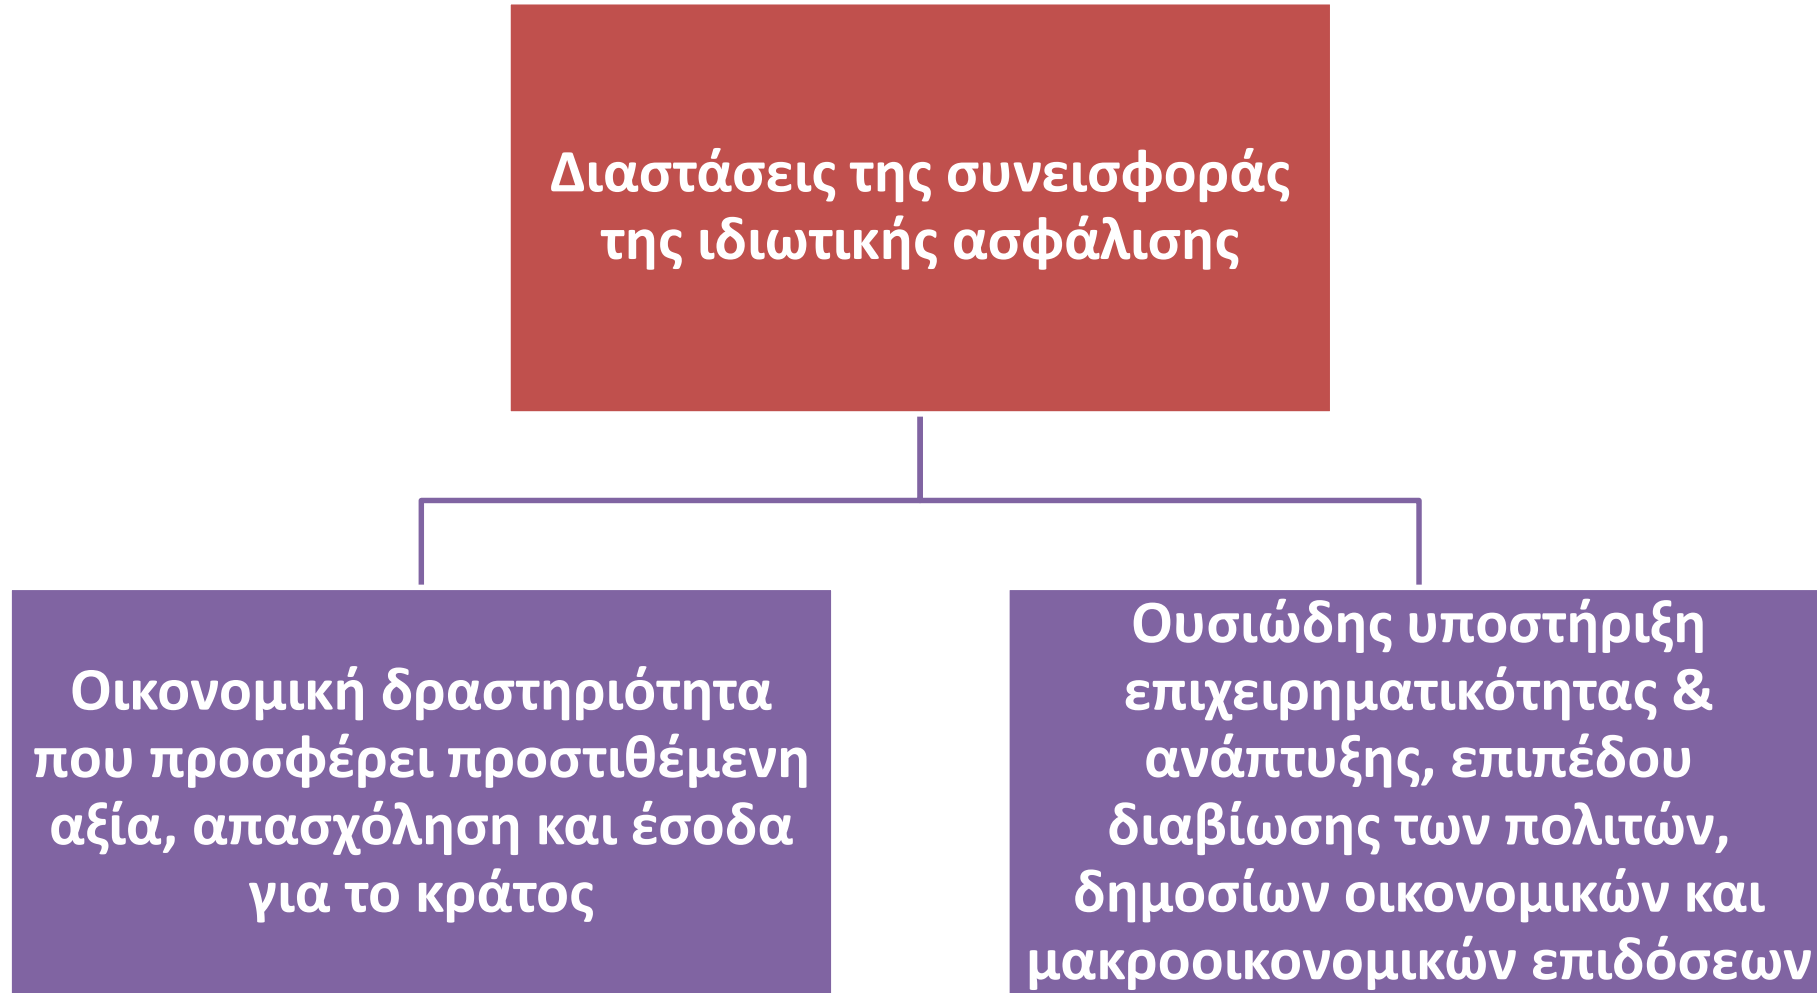 Διαστάσεις της συνεισφοράς
της ιδιωτικής ασφάλισης
Οικονομική δραστηριότητα
που προσφέρει προστιθέμενη
αξία, απασχόληση και έσοδα
για το κράτος
Ουσιώδης υποστήριξη
επιχειρηματικότητας &
ανάπτυξης, επιπέδου
διαβίωσης των πολιτών,
δημοσίων οικονομικών και
μακροοικονομικών επιδόσεων